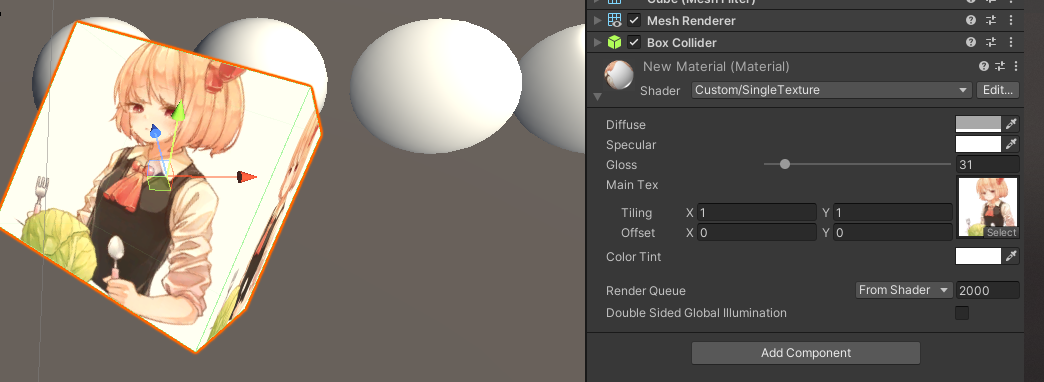 Cube (Mesh Filter)
Mesh Renderer
Box Collider
New Material (Material)
Shader Custom/SingleTexture Edit...
Diffuse
Specular
Gloss 31
Main Tex
Tiling X 1 Y 1
Offset X 0 Y 0
Select
Color Tint
Render Queue From Shader 2000
Double Sided Global Illumination
Add Component